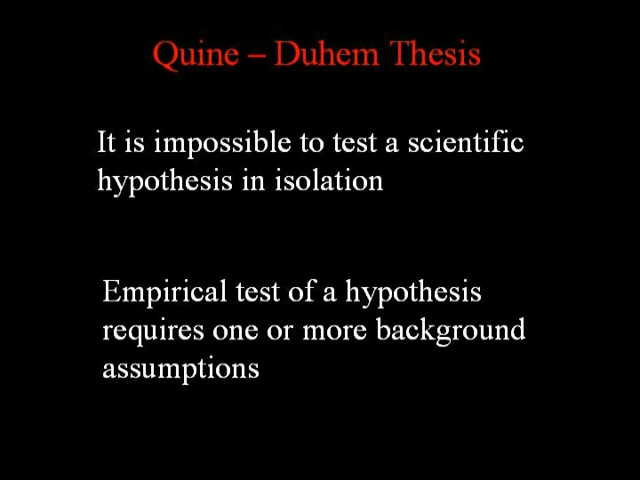 Quine – Duhem Thesis
It is impossible to test a scientific
hypothesis in isolation
Empirical test of a hypothesis
requires one or more background
assumptions